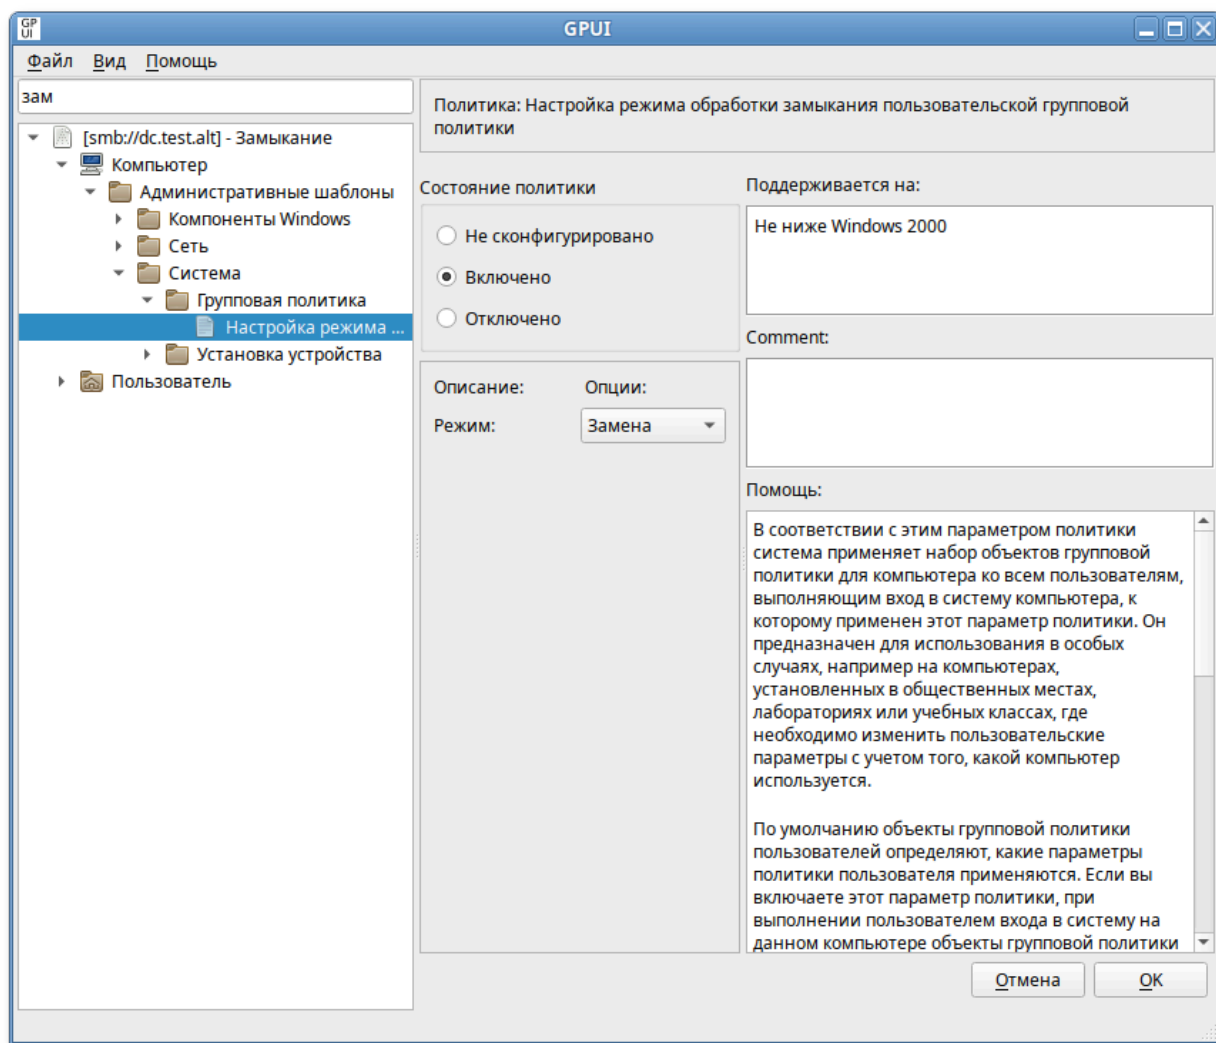 GP
UI
GPUI
Файл Вид Помощь
зам
[smb://dc.test.alt] - Замыкание
Компьютер
Административные шаблоны
Компоненты Windows
Сеть
Система
Групповая политика
Настройка режима ...
Установка устройства
Пользователь
Политика: Настройка режима обработки замыкания пользовательской групповой
политики
Состояние политики
Не сконфигурировано
Включено
Отключено
Описание: Опции:
Режим: Замена
Поддерживается на:
Не ниже Windows 2000
Comment:
Помощь:
В соответствии с этим параметром политики
система применяет набор объектов групповой
политики для компьютера ко всем пользователям,
выполняющим вход в систему компьютера, к
которому применен этот параметр политики. Он
предназначен для использования в особых
случаях, например на компьютерах,
установленных в общественных местах,
лабораториях или учебных классах, где
необходимо изменить пользовательские
параметры с учетом того, какой компьютер
используется.
По умолчанию объекты групповой политики
пользователей определяют, какие параметры
политики пользователя применяются. Если вы
включаете этот параметр политики, при
выполнении пользователем входа в систему на
данном компьютере объекты групповой политики
Отмена OK